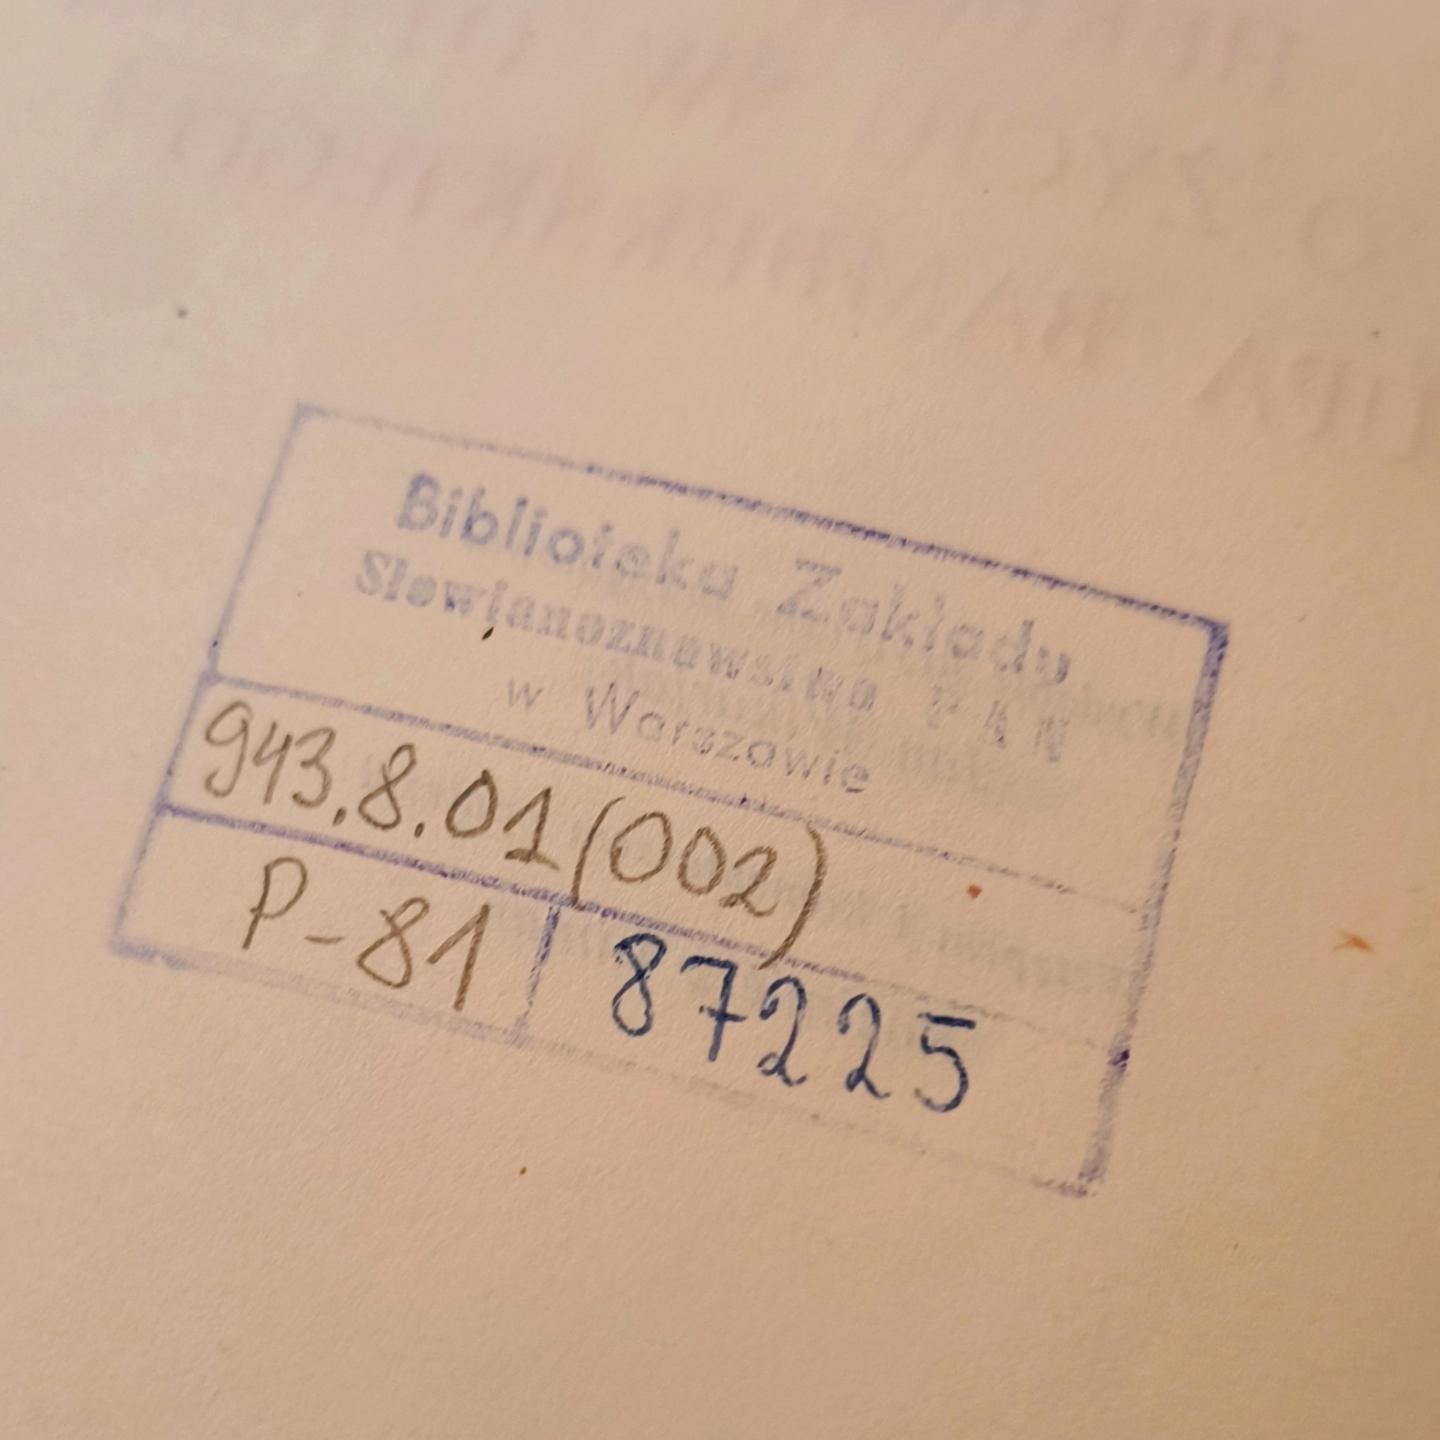 Biblioteka Zakładu
Słowianoznawstwa PAN
w Warszawie
943.8.01(002)
P-81
87225